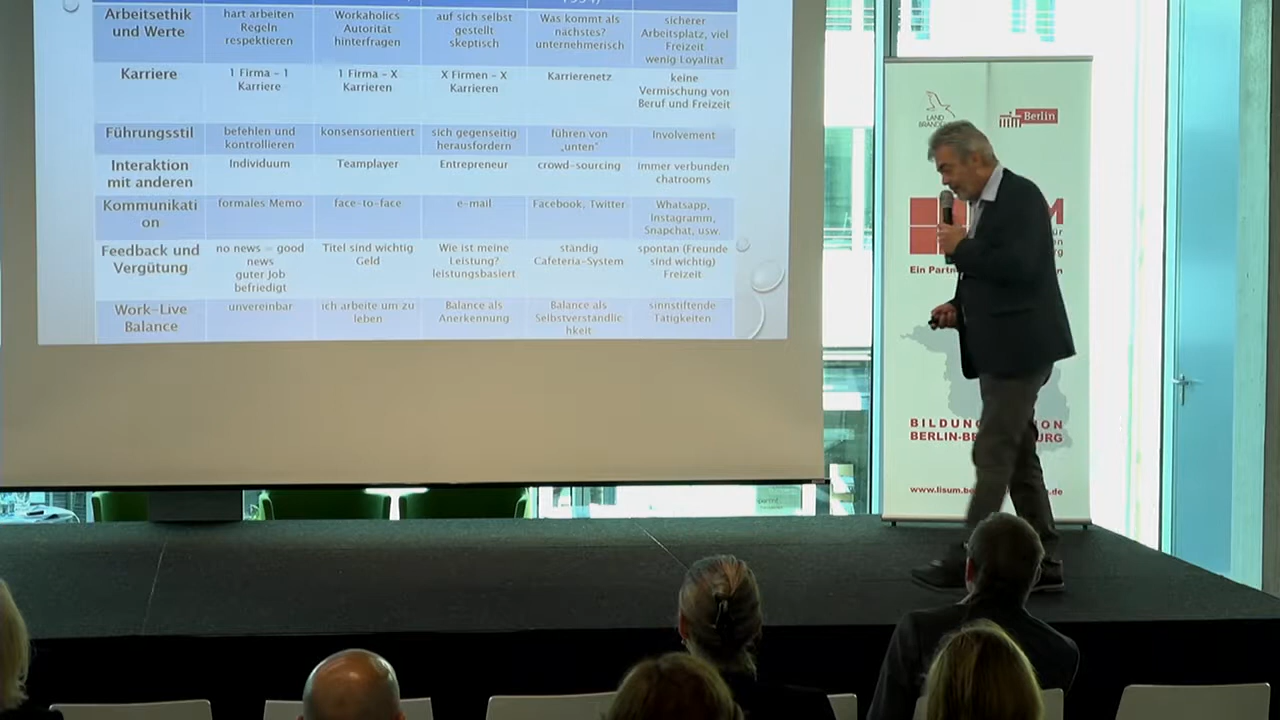 Arbeitsethik
und Werte
hart arbeiten
Regeln
respektieren
Workaholics
Autorität
hinterfragen
auf sich selbst
gestellt
skeptisch
Was kommt als
nächstes?
unternehmerisch
sicherer
Arbeitsplatz, viel
Freizeit
wenig Loyalität
Karriere
1 Firma – 1
Karriere
1 Firma – X
Karrieren
X Firmen – X
Karrieren
Karrierenetz
keine
Vermischung von
Beruf und Freizeit
Führungsstil
befehlen und
kontrollieren
konsensorientiert
sich gegenseitig
herausfordern
führen von
„unten“
Involvement
Interaktion
mit anderen
Individuum
Teamplayer
Entrepreneur
crowd-sourcing
immer verbunden
chatrooms
Kommunikati
on
formales Memo
face-to-face
e-mail
Facebook, Twitter
Whatsapp,
Instagramm,
Snapchat, usw.
Feedback und
Vergütung
no news = good
news
guter Job
befriedigt
Titel sind wichtig
Geld
Wie ist meine
Leistung?
leistungsbasiert
ständig
Cafeteria-System
spontan (Freunde
sind wichtig)
Freizeit
Work-Live
Balance
unvereinbar
ich arbeite um zu
leben
Balance als
Anerkennung
Balance als
Selbstverständlic
hkeit
sinnstiftende
Tätigkeiten
LAND
Berlin
M
Ein
BERLIN-
www.lisum.be